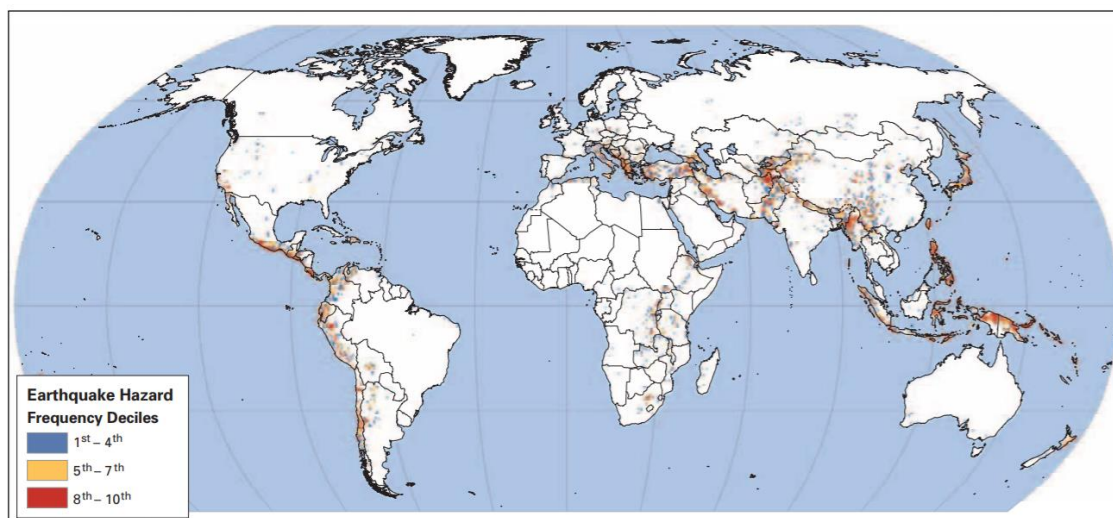 Earthquake Hazard
Frequency Deciles
1st – 4th
5th – 7th
8th – 10th